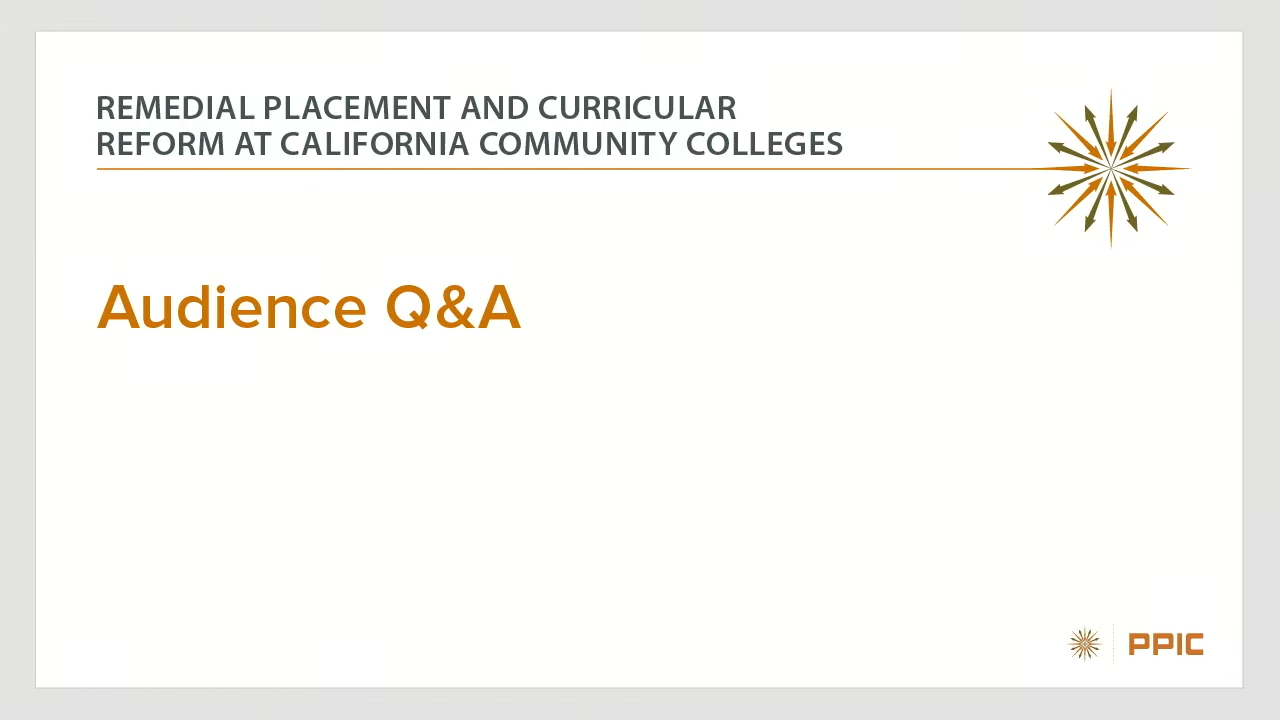 REMEDIAL PLACEMENT AND CURRICULAR
REFORM AT CALIFORNIA COMMUNITY COLLEGES
Audience Q&A
PPIC